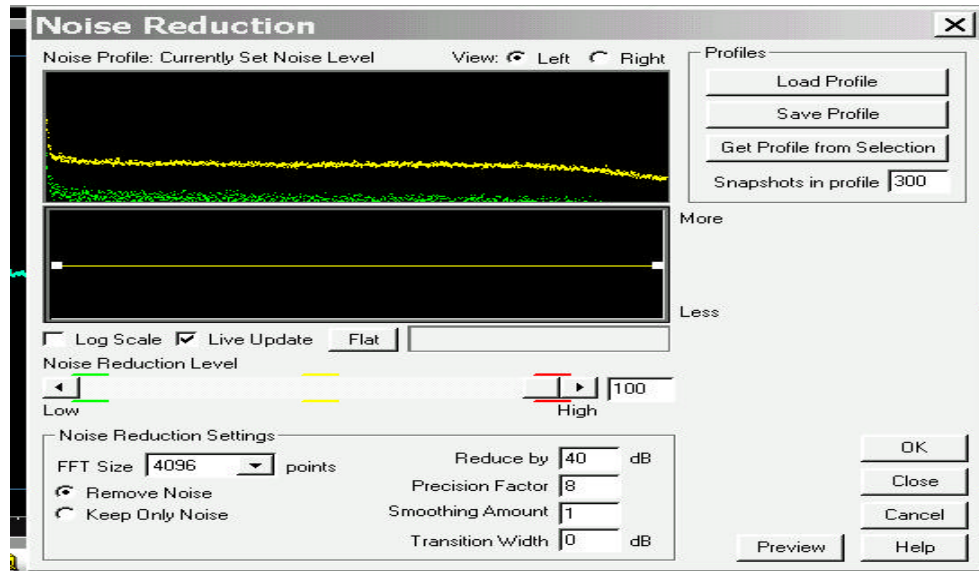 Noise Reduction
Noise Profile: Currently Set Noise Level
View: Left Right
Profiles
Load Profile
Save Profile
Get Profile from Selection
Snapshots in profile 300
More
Less
Log Scale Live Update Flat
Noise Reduction Level
100
Low High
Noise Reduction Settings
FFT Size 4096 points
Remove Noise
Keep Only Noise
Reduce by 40 dB
Precision Factor 8
Smoothing Amount 1
Transition Width 0 dB
OK
Close
Cancel
Preview Help